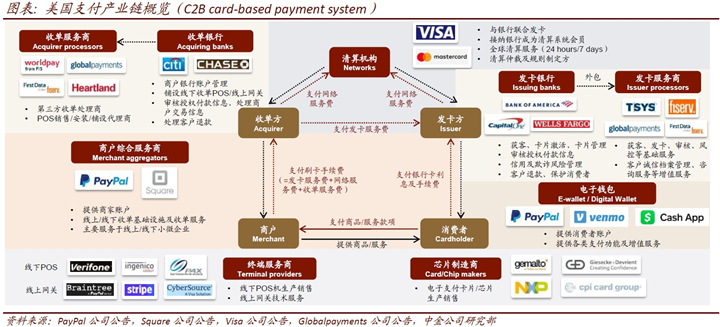 图表：美国支付产业链概览（C2B card-based payment system）
收单服务商
Acquirer processors
worldpay
from FIS
globalpayments
First Data
fiserv.
Heartland
• 第三方收单处理商
• POS销售/安装/铺设代理商
收单银行
Acquiring banks
citi
CHASE
• 商户银行账户管理
• 铺设线下收单POS/线上网关
• 审核授权付款信息、处理商户交易信息
• 处理客户退款
清算机构
Networks
VISA
mastercard
• 与银行联合发卡
• 接纳银行成为清算系统会员
• 全球清算服务（24 hours/7 days）
• 清算仲裁及规则制定方
支付网络
服务费
支付网络
服务费
收单方
Acquirer
支付发卡服务费
发卡方
Issuer
发卡银行
Issuing banks
BANK OF AMERICA
Capital One
WELLS FARGO
• 获客、卡片激活、卡片管理
• 审核授权付款信息
• 信用及欺诈风险管理
• 客户退款、保护消费者
外包
发卡服务商
Issuer processors
TSYS
fiserv.
globalpayments
First Data
• 获客、发卡、审核、风控等基础服务
• 客户诚信档案管理、咨询服务等增值服务
商户综合服务商
Merchant aggregators
PayPal
Square
• 提供商家账户
• 线上/线下收单基础设施及收单服务
• 主要服务于线上/线下小微企业
支付刷卡手续费
（=发卡服务费+网络服务费+收单服务费）
支付银行卡利息及手续费
电子钱包
E-wallet / Digital Wallet
PayPal
venmo
Cash App
• 提供消费者账户
• 提供各类支付功能及增值服务
商户
Merchant
支付商品/服务款项
提供商品/服务
消费者
Cardholder
线下POS
Verifone
ingenico
PAX
线上网关
Braintree
stripe
CyberSource
终端服务商
Terminal providers
• 线下POS机生产销售
• 线上网关技术服务
芯片制造商
Card/Chip makers
• 电子支付卡片/芯片生产销售
gemalto
Giesecke+Devrient
Creating Confidence
NXP
cpi card group
资料来源：PayPal 公司公告，Square 公司公告，Visa 公司公告，Globalpayments 公司公告，中金公司研究部